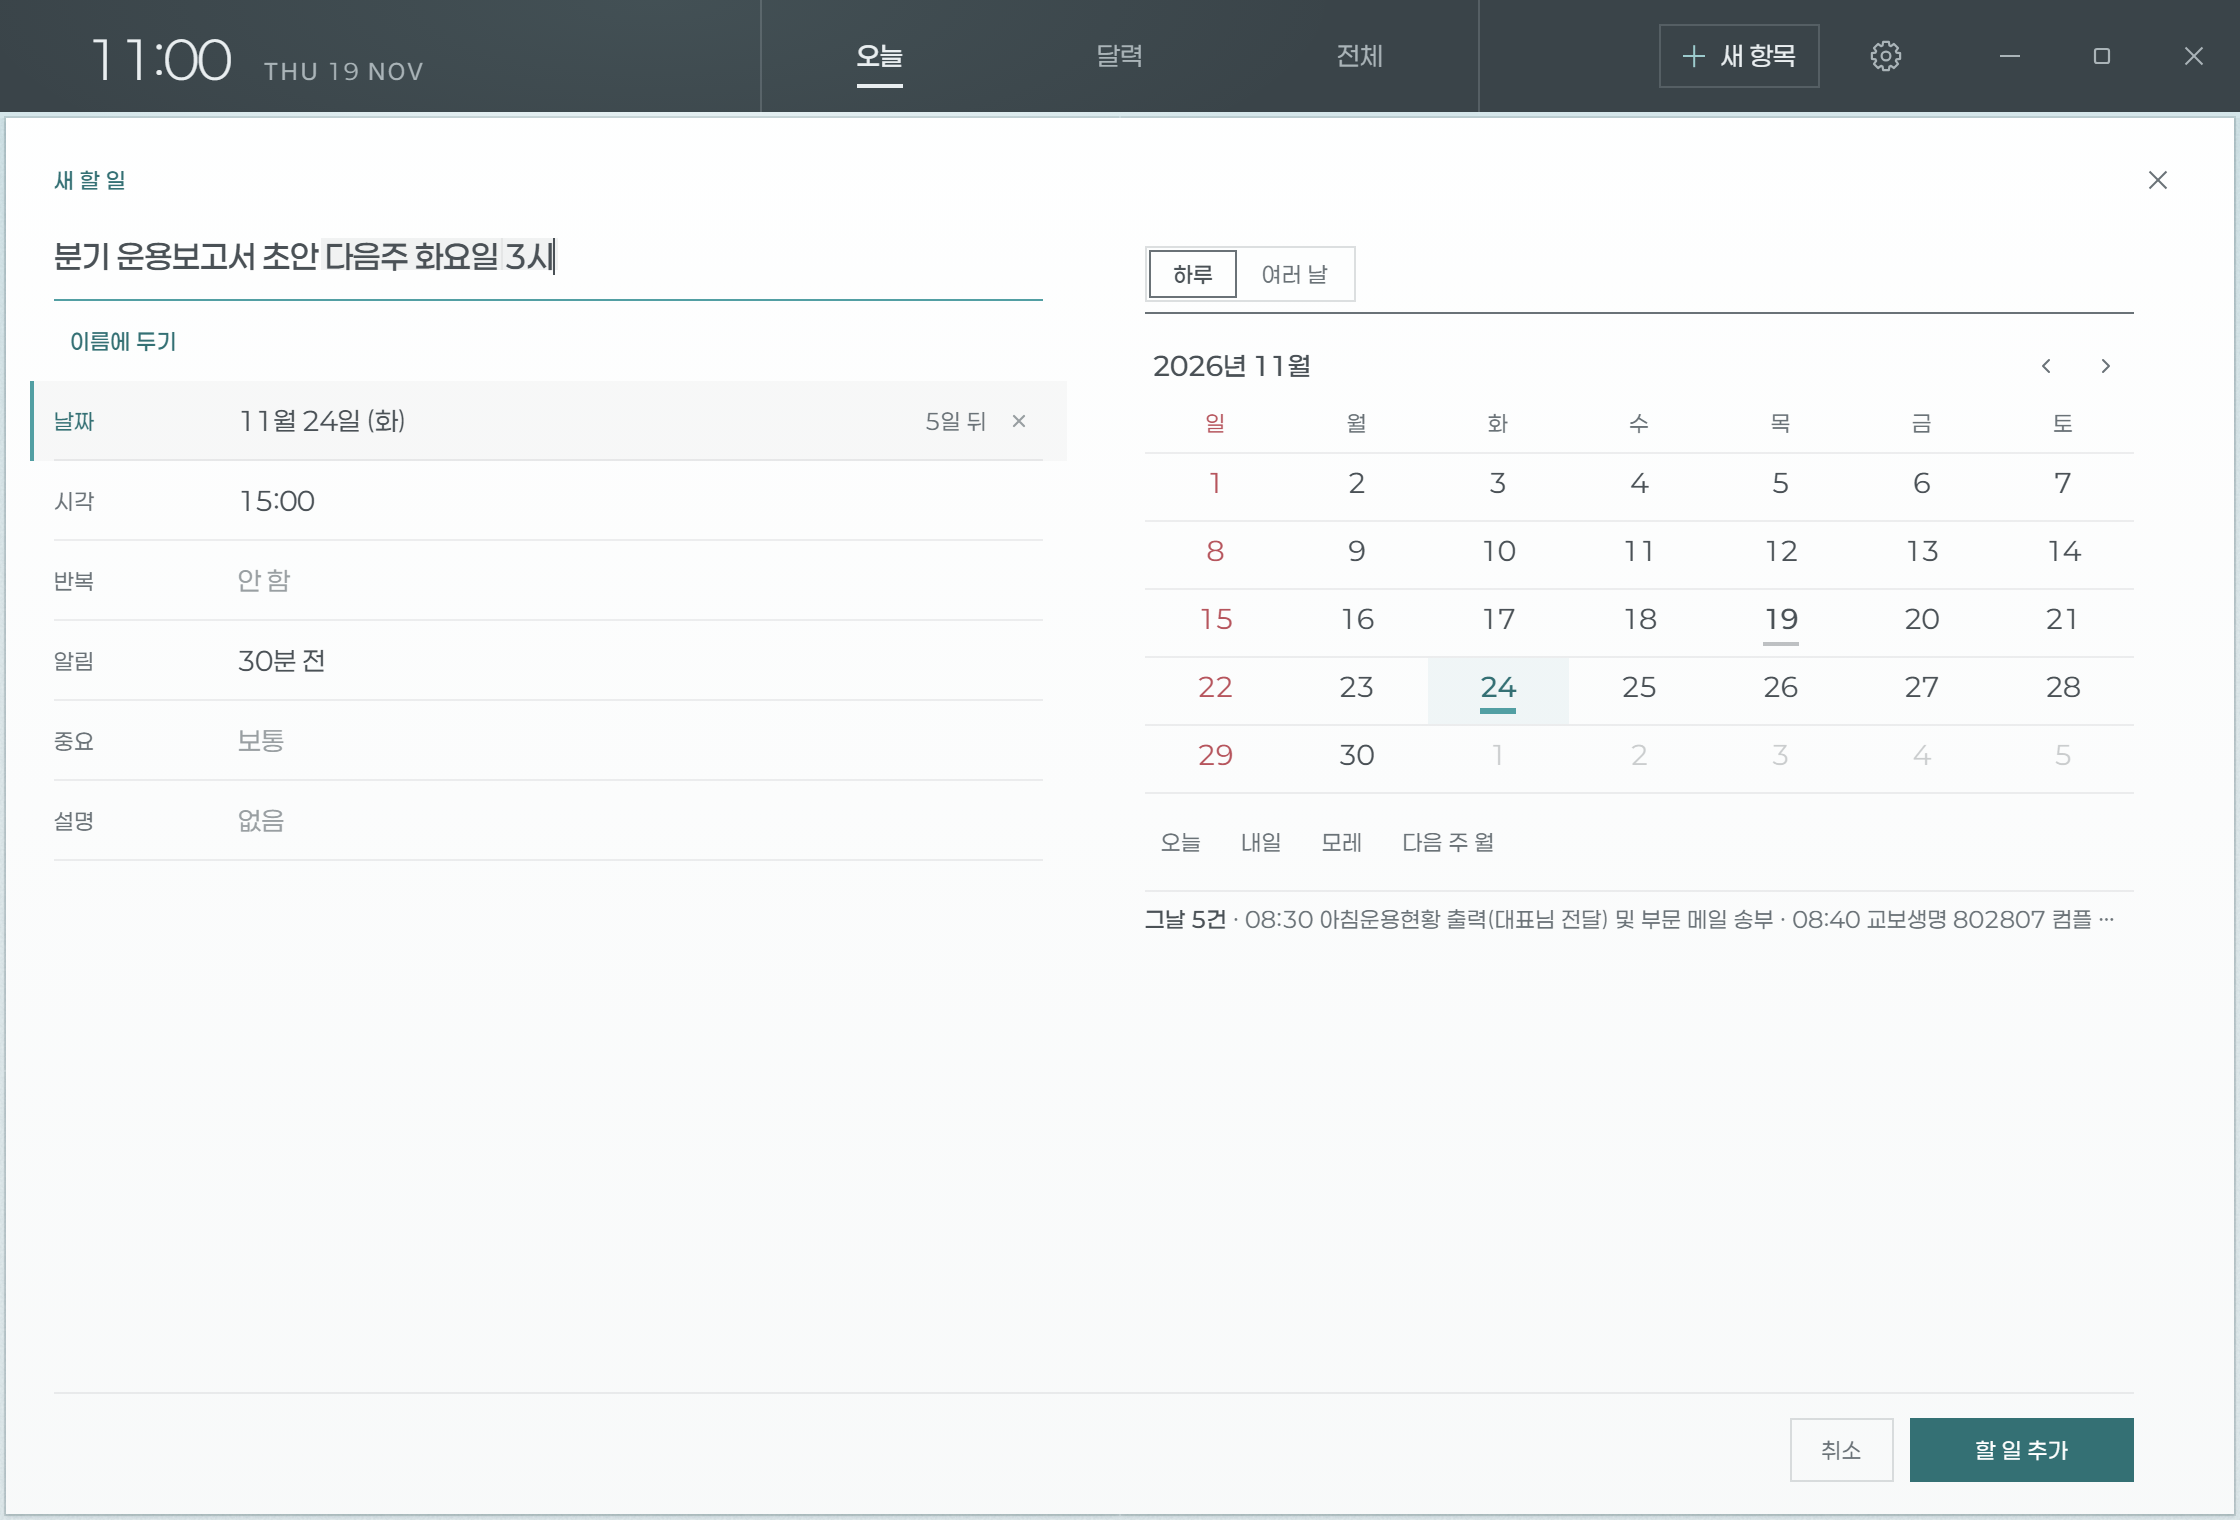 11:00 THU 19 NOV 오늘 달력 전체 새 항목
새 할 일
분기 운용보고서 초안 다음주 화요일 3시
이름에 두기
날짜 11월 24일 (화) 5일 뒤
시각 15:00
반복 안 함
알림 30분 전
중요 보통
설명 없음
하루 여러 날
2026년 11월
일 월 화 수 목 금 토
1 2 3 4 5 6 7
8 9 10 11 12 13 14
15 16 17 18 19 20 21
22 23 24 25 26 27 28
29 30 1 2 3 4 5
오늘 내일 모레 다음 주 월
그날 5건 · 08:30 아침운용현황 출력(대표님 전달) 및 부문 메일 송부 · 08:40 교보생명 802807 컴플 ···
취소 할 일 추가